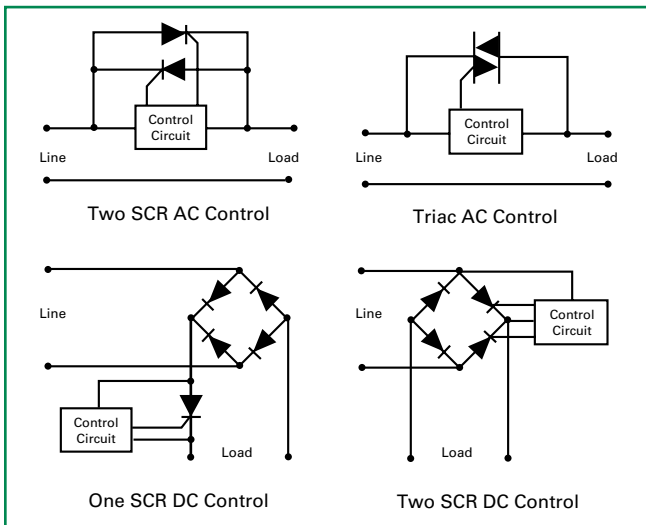 Control
Circuit
Line
Load
Two SCR AC Control
Control
Circuit
Line
Load
Triac AC Control
Line
Control
Circuit
Load
One SCR DC Control
Line
Control
Circuit
Load
Two SCR DC Control